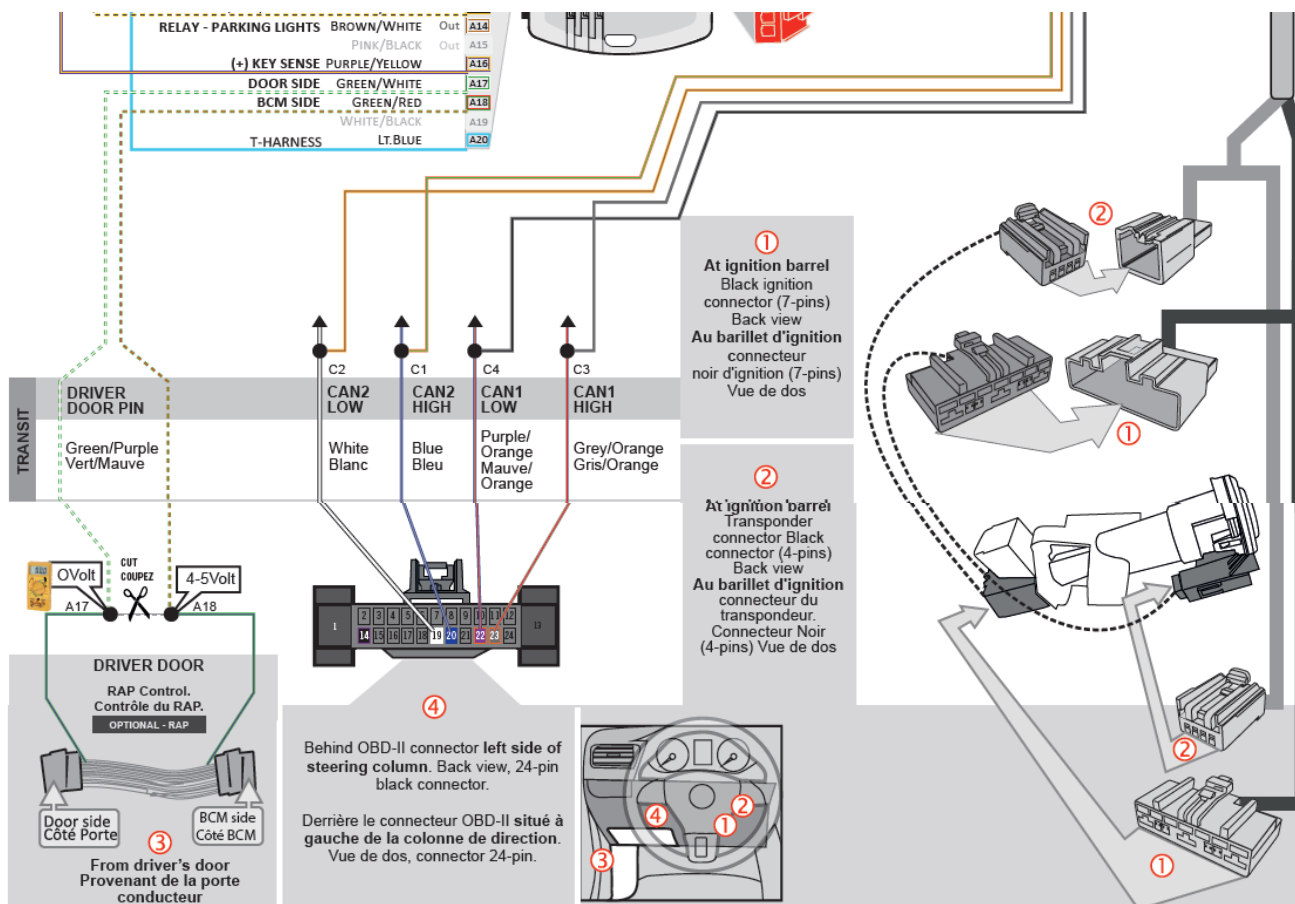 RELAY - PARKING LIGHTS BROWN/WHITE Out A14
PINK/BLACK Out A15
(+) KEY SENSE PURPLE/YELLOW A16
DOOR SIDE GREEN/WHITE A17
BCM SIDE GREEN/RED A18
WHITE/BLACK A19
T-HARNESS LT.BLUE A20
1
At ignition barrel
Black ignition
connector (7-pins)
Back view
Au barillet d'ignition
connecteur
noir d'ignition (7-pins)
Vue de dos
2
At ignition barrel
Transponder
connector Black
connector (4-pins)
Back view
Au barillet d'ignition
connecteur du
transpondeur.
Connecteur Noir
(4-pins) Vue de dos
2
1
2
1
TRANSIT
DRIVER
DOOR PIN
Green/Purple
Vert/Mauve
C2
CAN2
LOW
White
Blanc
C1
CAN2
HIGH
Blue
Bleu
C4
CAN1
LOW
Purple/
Orange
Mauve/
Orange
C3
CAN1
HIGH
Grey/Orange
Gris/Orange
OVolt
CUT
COUPEZ
4-5Volt
A17
A18
DRIVER DOOR
RAP Control.
Contrôle du RAP.
OPTIONAL - RAP
Door side
Côté Porte
BCM side
Côté BCM
3
From driver's door
Provenant de la porte
conducteur
1 2 3 4 5 6 7 8 9 10 11 12 13
14 15 16 17 18 19 20 21 22 23 24
4
Behind OBD-II connector left side of
steering column. Back view, 24-pin
black connector.
Derrière le connecteur OBD-II situé à
gauche de la colonne de direction.
Vue de dos, connector 24-pin.
2
4
1
3